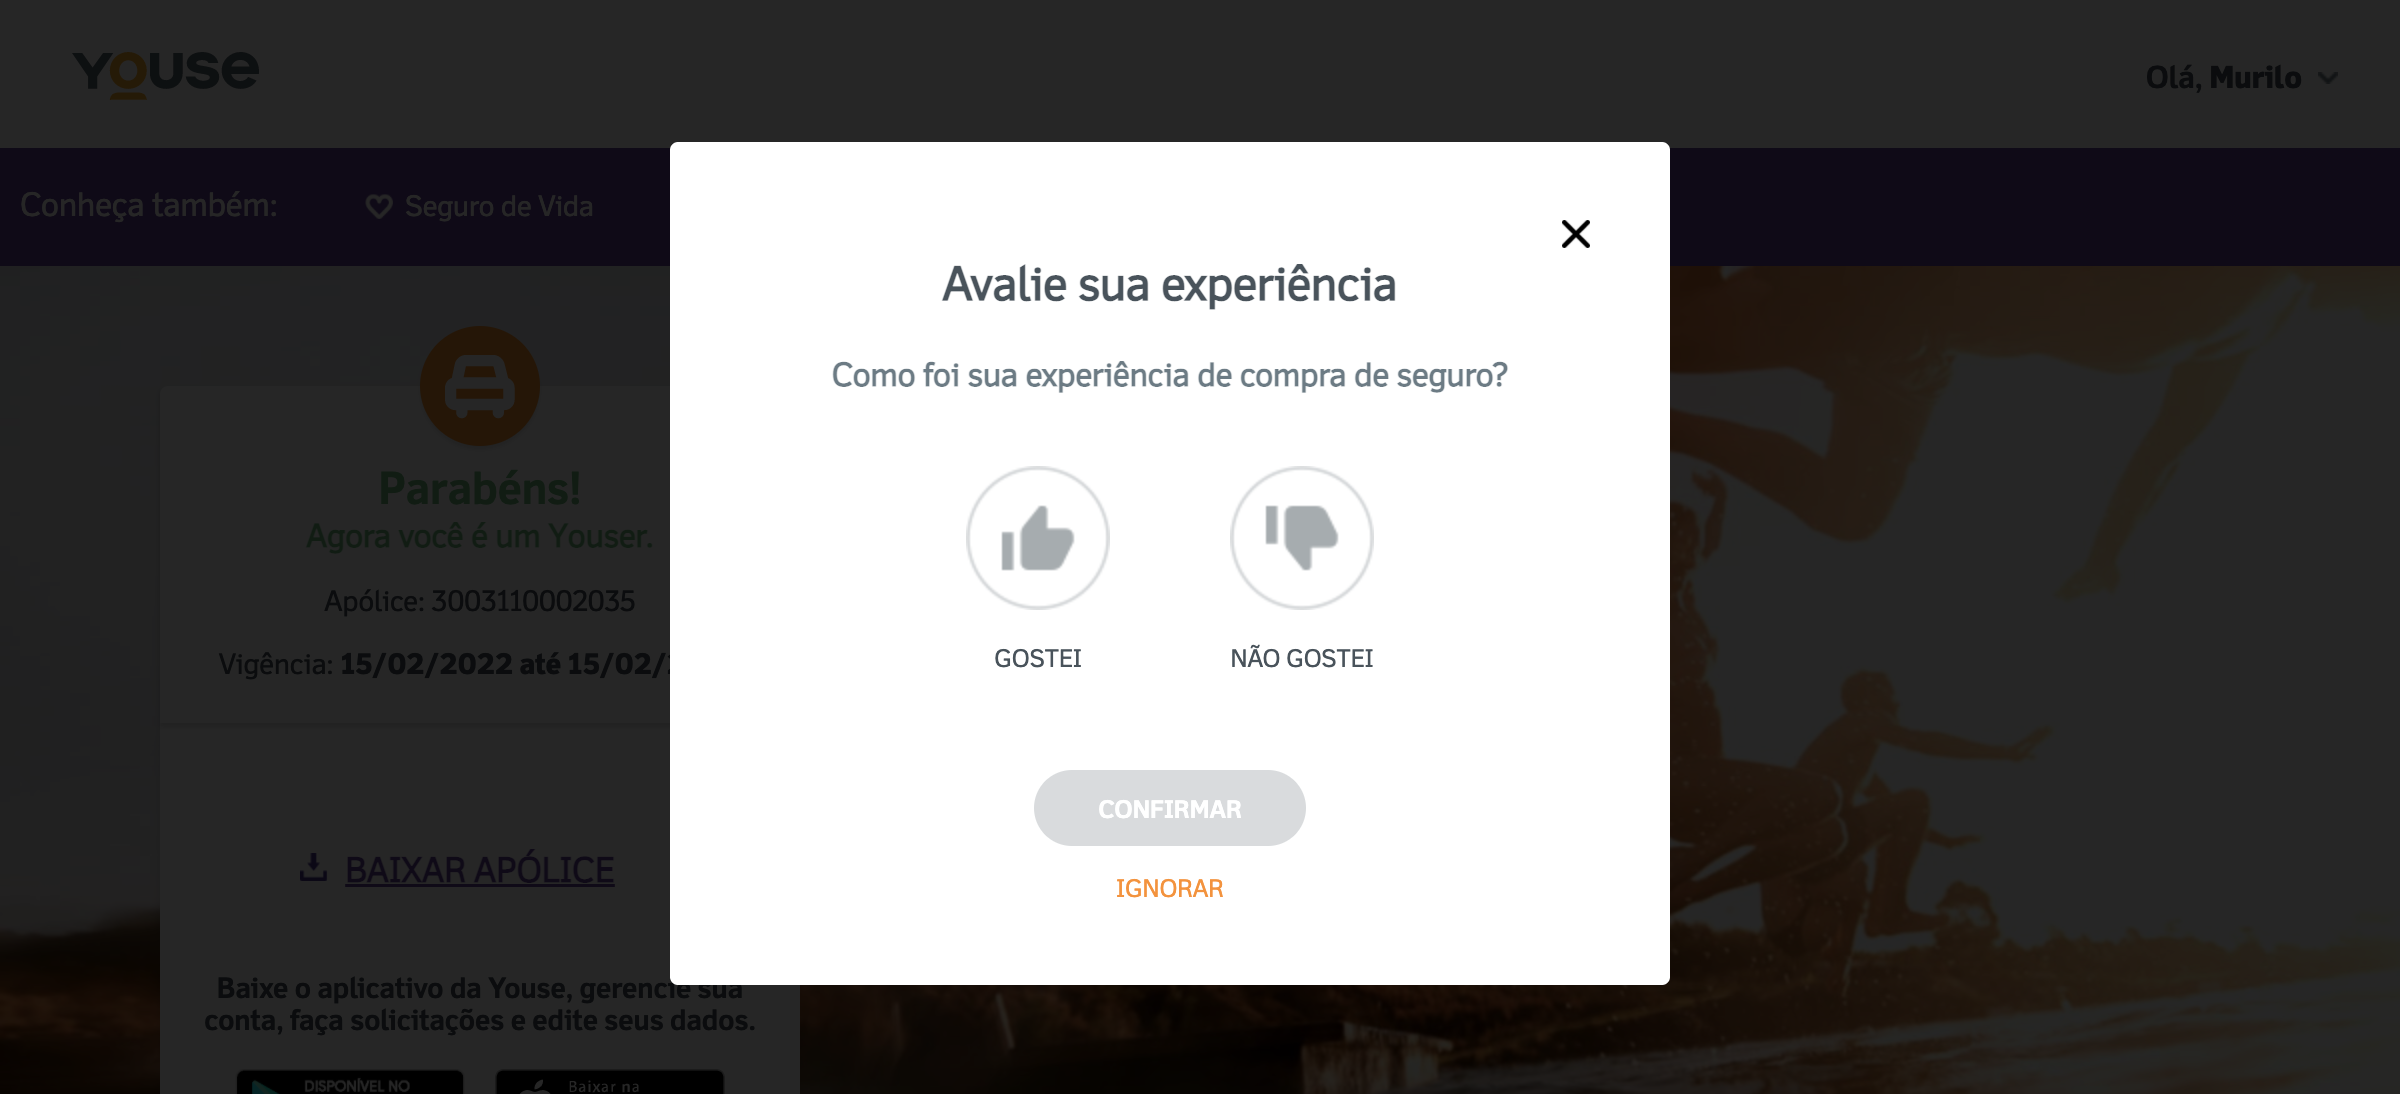 Youse
Olá, Murilo
Conheça também:
Seguro de Vida
Avalie sua experiência
Como foi sua experiência de compra de seguro?
GOSTEI
NÃO GOSTEI
CONFIRMAR
IGNORAR
Parabéns!
Agora você é um Youser.
Apólice: 3003110002035
Vigência: 15/02/2022 até 15/02/
BAIXAR APÓLICE
Baixe o aplicativo da Youse, gerencie sua
conta, faça solicitações e edite seus dados.
DISPONÍVEL NO
Baixar na